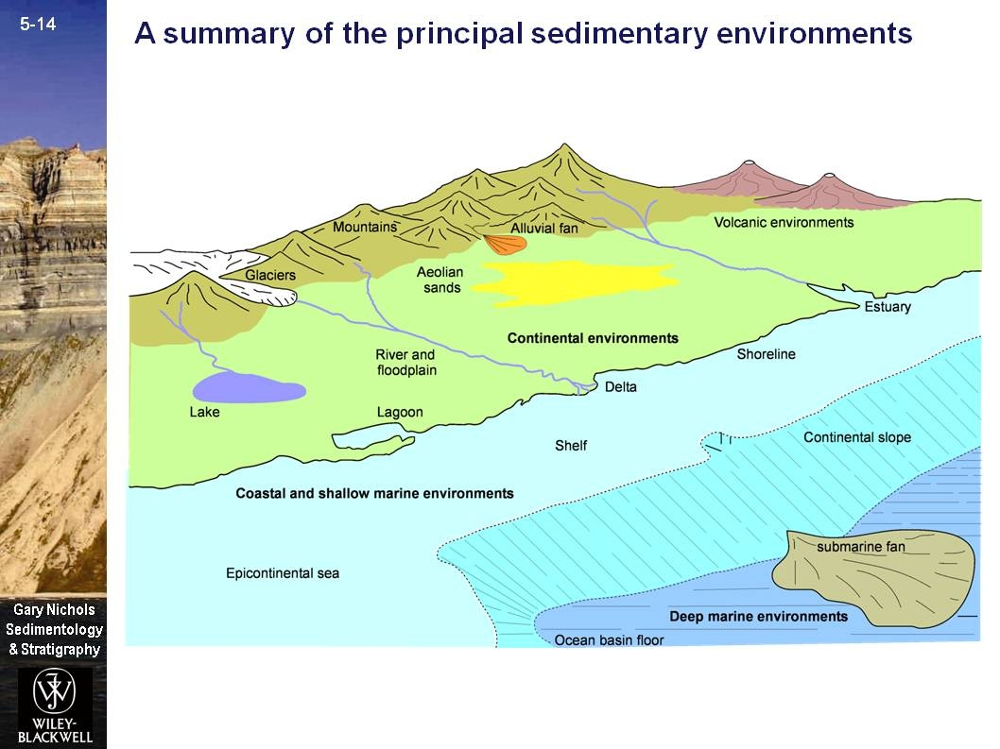 5-14
A summary of the principal sedimentary environments
Mountains
Alluvial fan
Volcanic environments
Glaciers
Aeolian
sands
Estuary
Continental environments
River and
floodplain
Shoreline
Delta
Lake
Lagoon
Shelf
Continental slope
Coastal and shallow marine environments
submarine fan
Epicontinental sea
Deep marine environments
Ocean basin floor
Gary Nichols
Sedimentology
& Stratigraphy
WILEY-
BLACKWELL